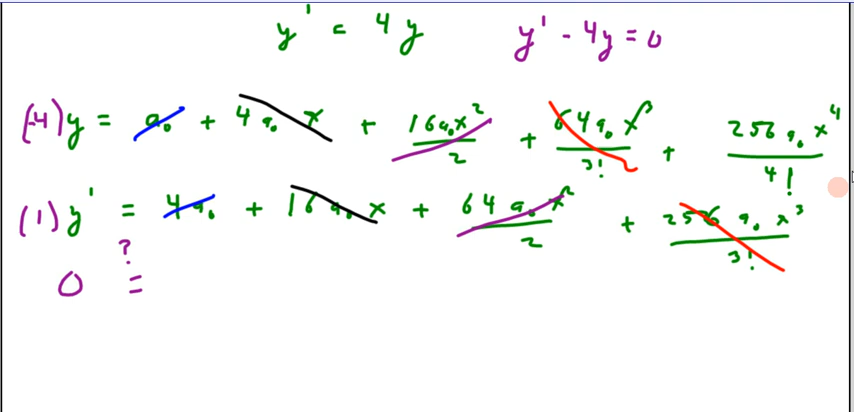 y' = 4y y' - 4y = 0
(-4)y = a₀ + 4a₀x + 16a₀x²/2 + 64a₀x³/3! + 256a₀x⁴/4!
(1)y' = 4a₀ + 16a₀x + 64a₀x²/2 + 256a₀x³/3!
?
0 =